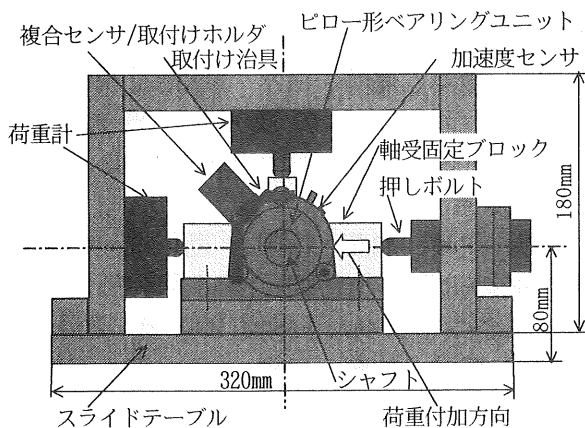 複合センサ/取付けホルダ
取付け治具
ピロー形ベアリングユニット
加速度センサ
荷重計
軸受固定ブロック
押しボルト
180mm
80mm
320mm
シャフト
スライドテーブル
荷重付加方向